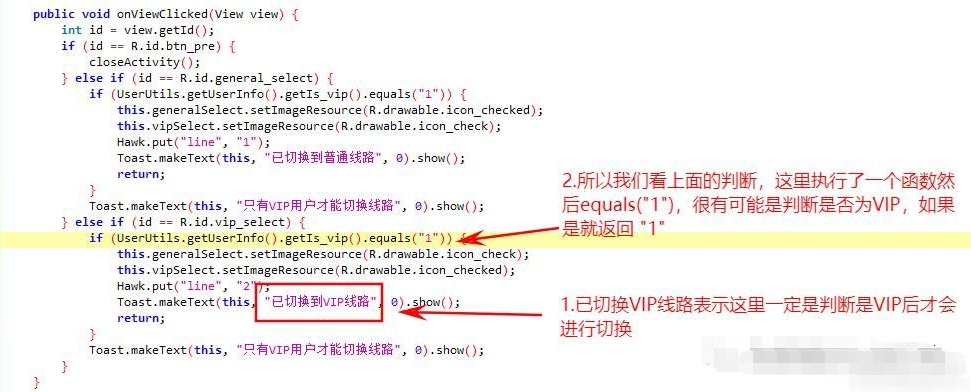 public void onViewClicked(View view) {
int id = view.getId();
if (id == R.id.btn_pre) {
closeActivity();
} else if (id == R.id.general_select) {
if (UserUtils.getUserInfo().getIs_vip().equals("1")) {
this.generalSelect.setImageResource(R.drawable.icon_checked);
this.vipSelect.setImageResource(R.drawable.icon_check);
Hawk.put("line", "1");
Toast.makeText(this, "已切换到普通线路", 0).show();
return;
}
Toast.makeText(this, "只有VIP用户才能切换线路", 0).show();
} else if (id == R.id.vip_select) {
if (UserUtils.getUserInfo().getIs_vip().equals("1")) {
this.generalSelect.setImageResource(R.drawable.icon_check);
this.vipSelect.setImageResource(R.drawable.icon_checked);
Hawk.put("line", "2");
Toast.makeText(this, "已切换到VIP线路", 0).show();
return;
}
Toast.makeText(this, "只有VIP用户才能切换线路", 0).show();
}
}
2.所以我们看上面的判断，这里执行了一个函数然
后equals("1")，很有可能是判断是否为VIP，如果
是就返回 "1"
1.已切换VIP线路表示这里一定是判断是VIP后才会
进行切换